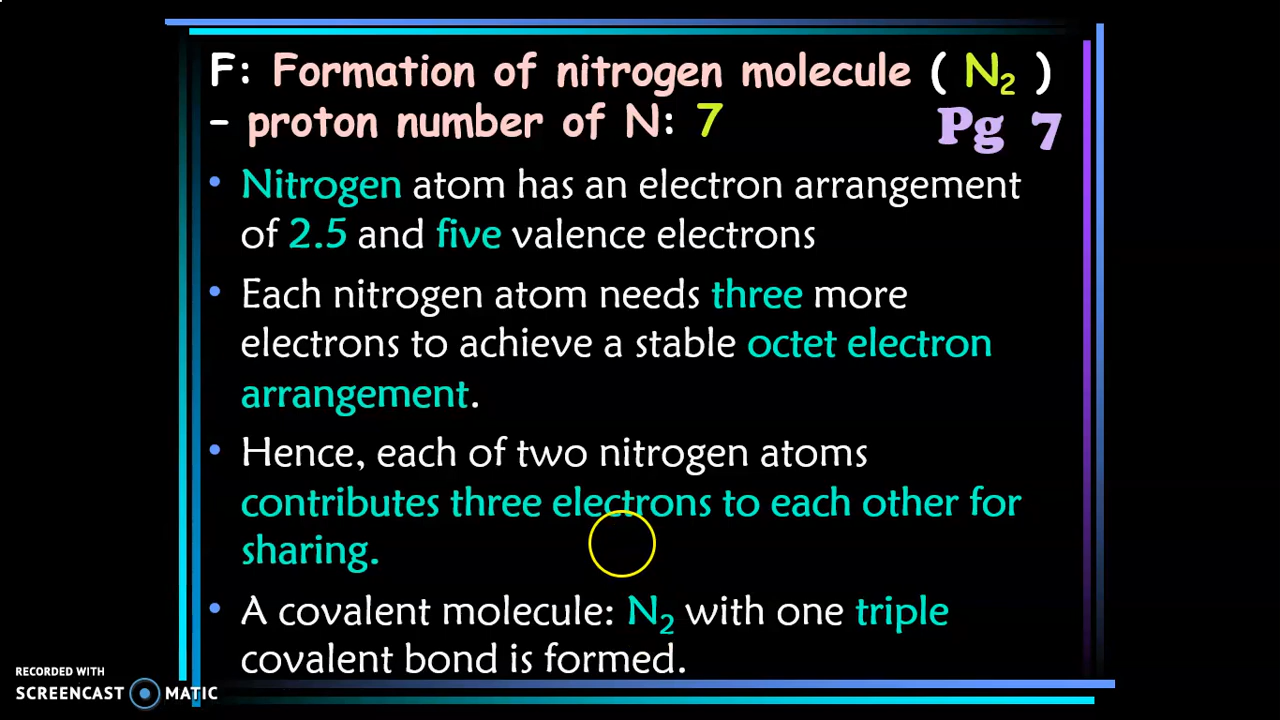 F: Formation of nitrogen molecule ( N₂ )
– proton number of N: 7
Pg 7
• Nitrogen atom has an electron arrangement
of 2.5 and five valence electrons
• Each nitrogen atom needs three more
electrons to achieve a stable octet electron
arrangement.
• Hence, each of two nitrogen atoms
contributes three electrons to each other for
sharing.
• A covalent molecule: N₂ with one triple
covalent bond is formed.
RECORDED WITH
SCREENCAST MATIC